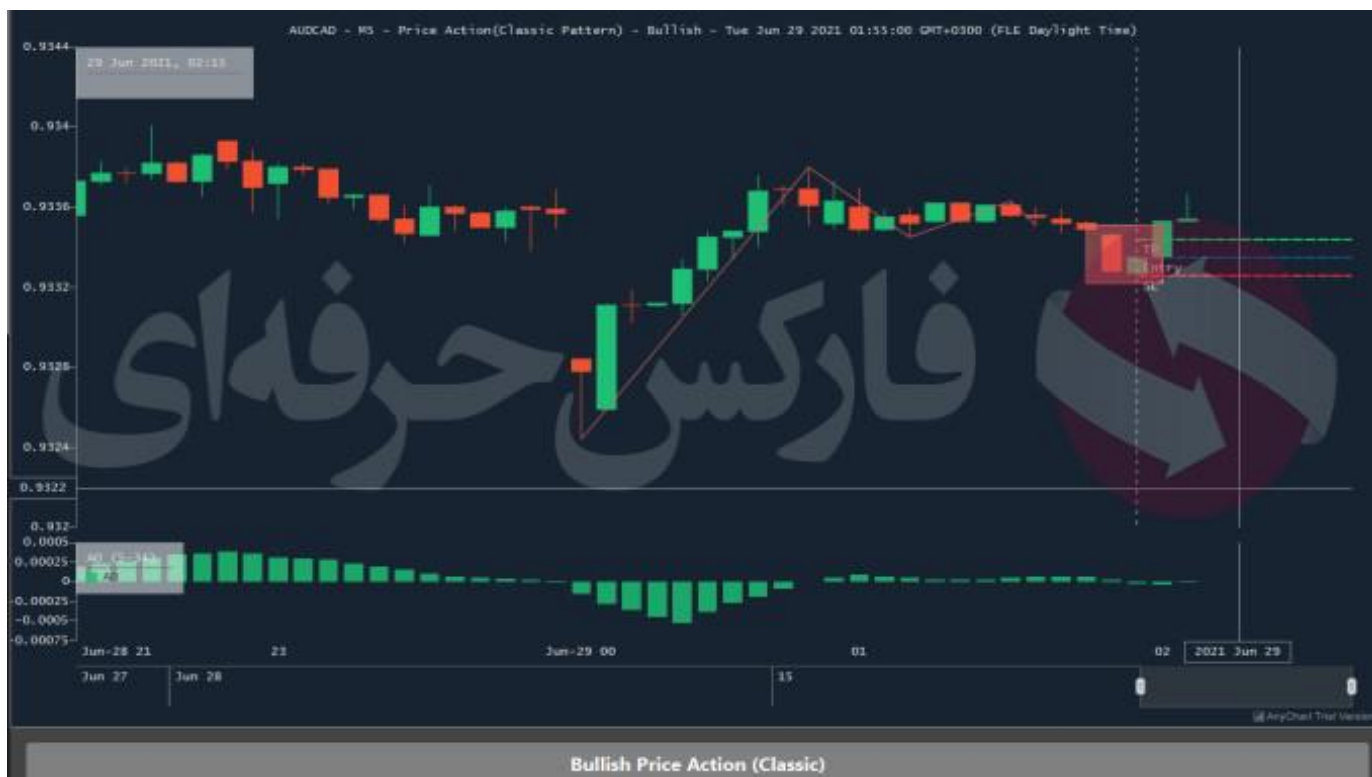 AUDCAD - M5 - Price Action(Classic Pattern) - Bullish - Tue Jun 29 2021 01:55:00 GMT+0300 (FLE Daylight Time)
0.9344
29 Jun 2021, 02:15
0.934
0.9336
TP
Entry
0.9332
فارکس حرفه‌ای
0.9328
0.9324
0.9322
0.932
0.0005
0.00025
AO
0
-0.00025
-0.0005
-0.00075
Jun-28 21 23 Jun-29 00 01 02 2021 Jun 29
Jun 27 Jun 28 15
AnyChart Trial Version
Bullish Price Action (Classic)